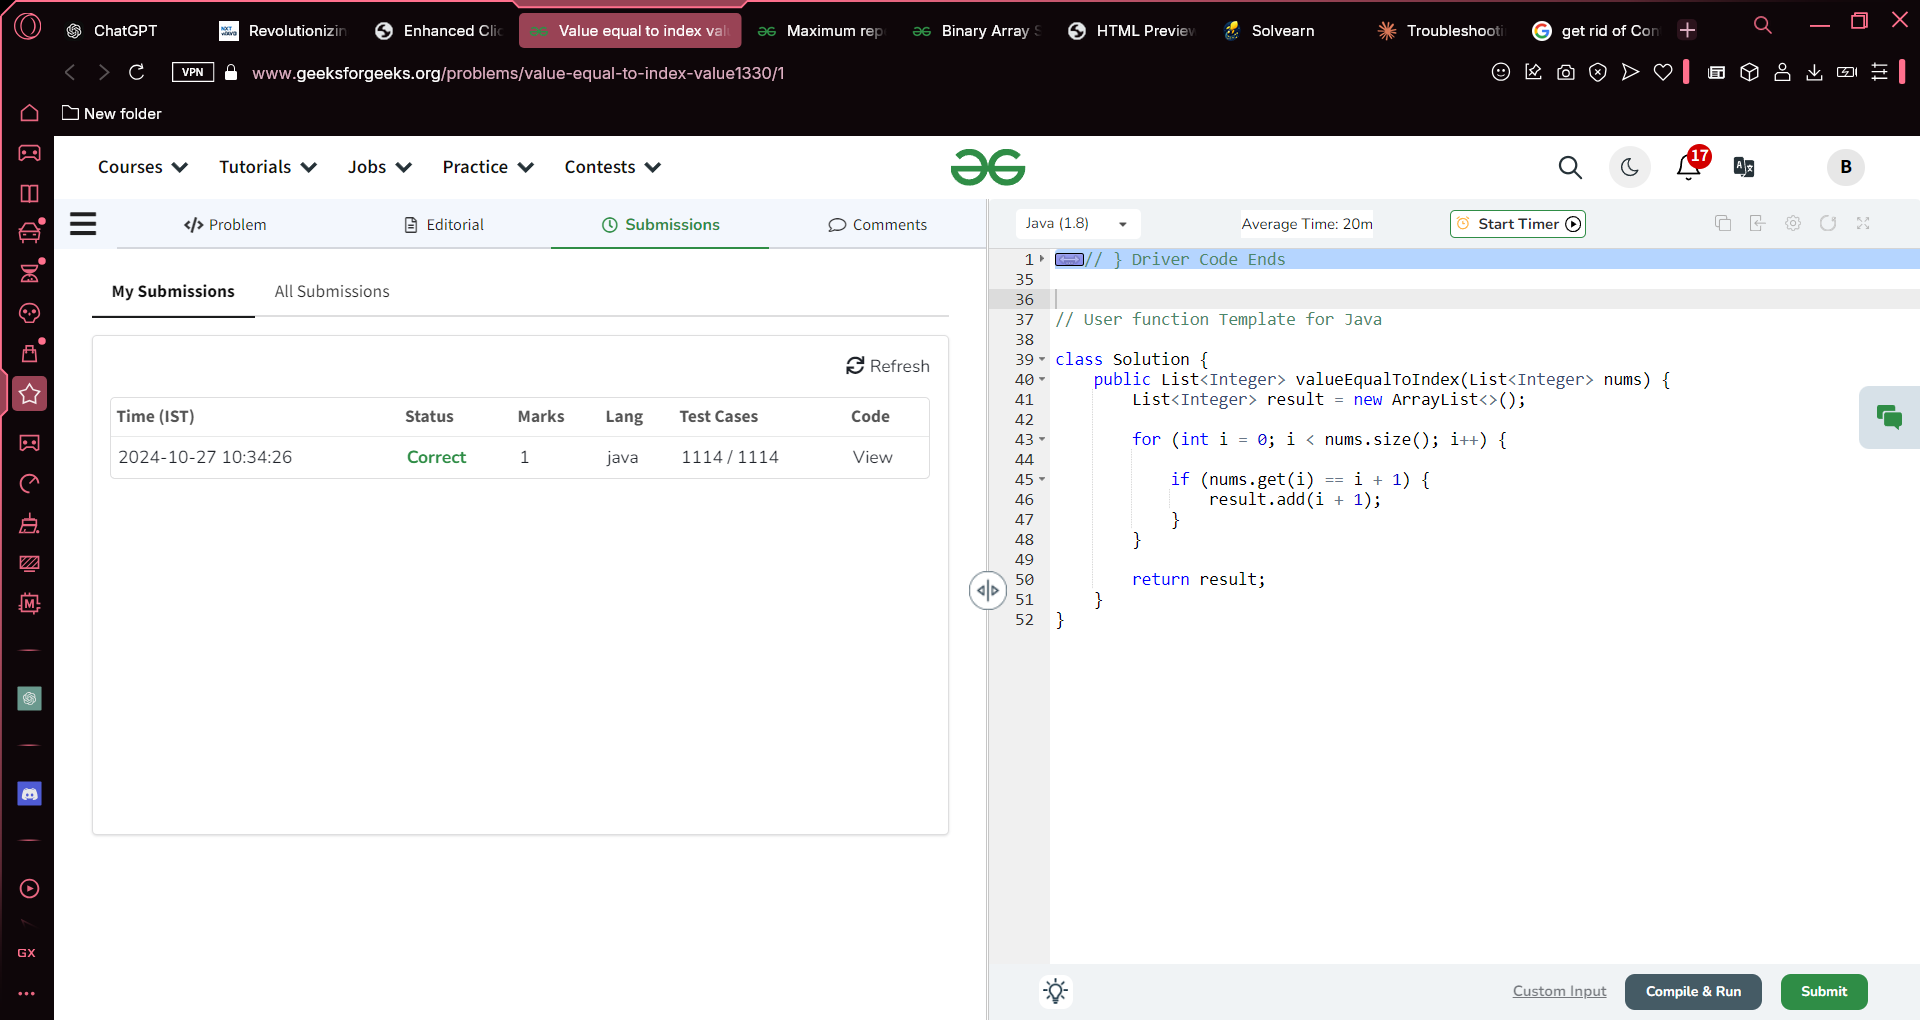 ChatGPT
Revolutionizin
Enhanced Clic
Value equal to index val
Maximum rep
Binary Array S
HTML Preview
Solvearn
Troubleshooti
get rid of Con
VPN
www.geeksforgeeks.org/problems/value-equal-to-index-value1330/1
New folder
Courses
Tutorials
Jobs
Practice
Contests
17
B
Problem
Editorial
Submissions
Comments
Java (1.8)
Average Time: 20m
Start Timer
My Submissions
All Submissions
Refresh
Time (IST) Status Marks Lang Test Cases Code
2024-10-27 10:34:26 Correct 1 java 1114 / 1114 View
1 // } Driver Code Ends
35
36
37 // User function Template for Java
38
39 class Solution {
40 public List<Integer> valueEqualToIndex(List<Integer> nums) {
41 List<Integer> result = new ArrayList<>();
42
43 for (int i = 0; i < nums.size(); i++) {
44
45 if (nums.get(i) == i + 1) {
46 result.add(i + 1);
47 }
48 }
49
50 return result;
51 }
52 }
GX
Custom Input
Compile & Run
Submit